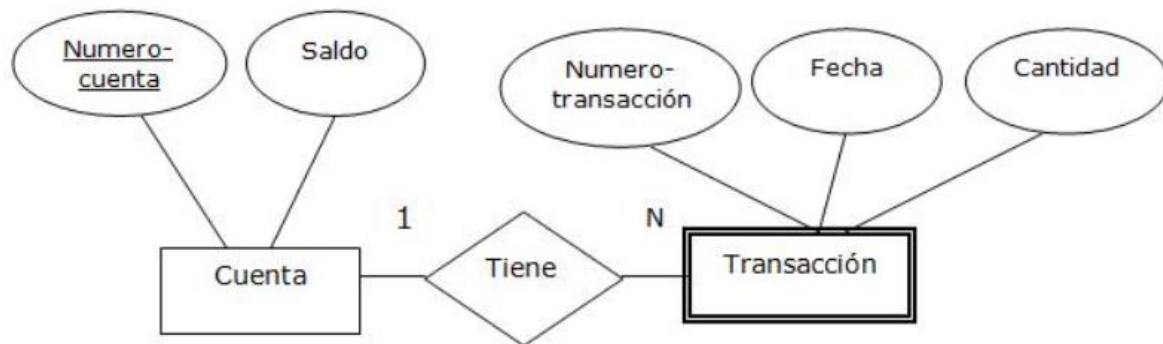 Numero-
cuenta
Saldo
Numero-
transacción
Fecha
Cantidad
1
N
Cuenta
Tiene
Transacción